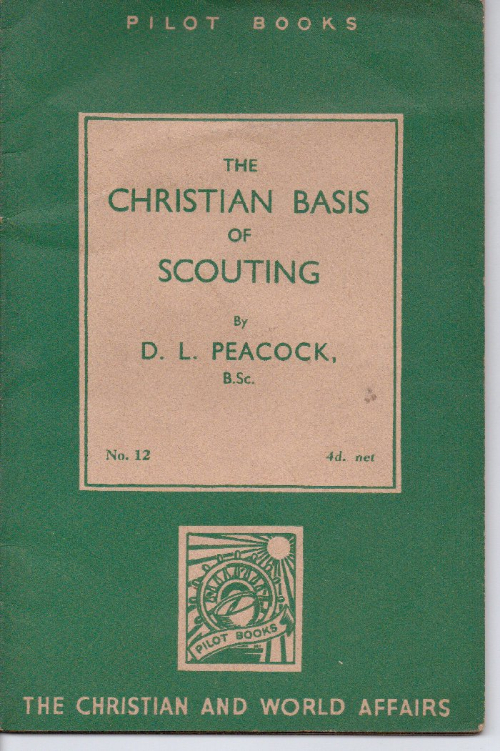 PILOT BOOKS
THE
CHRISTIAN BASIS
OF
SCOUTING
By
D. L. PEACOCK,
B.Sc.
No. 12
4d. net
PILOT BOOKS
THE CHRISTIAN AND WORLD AFFAIRS